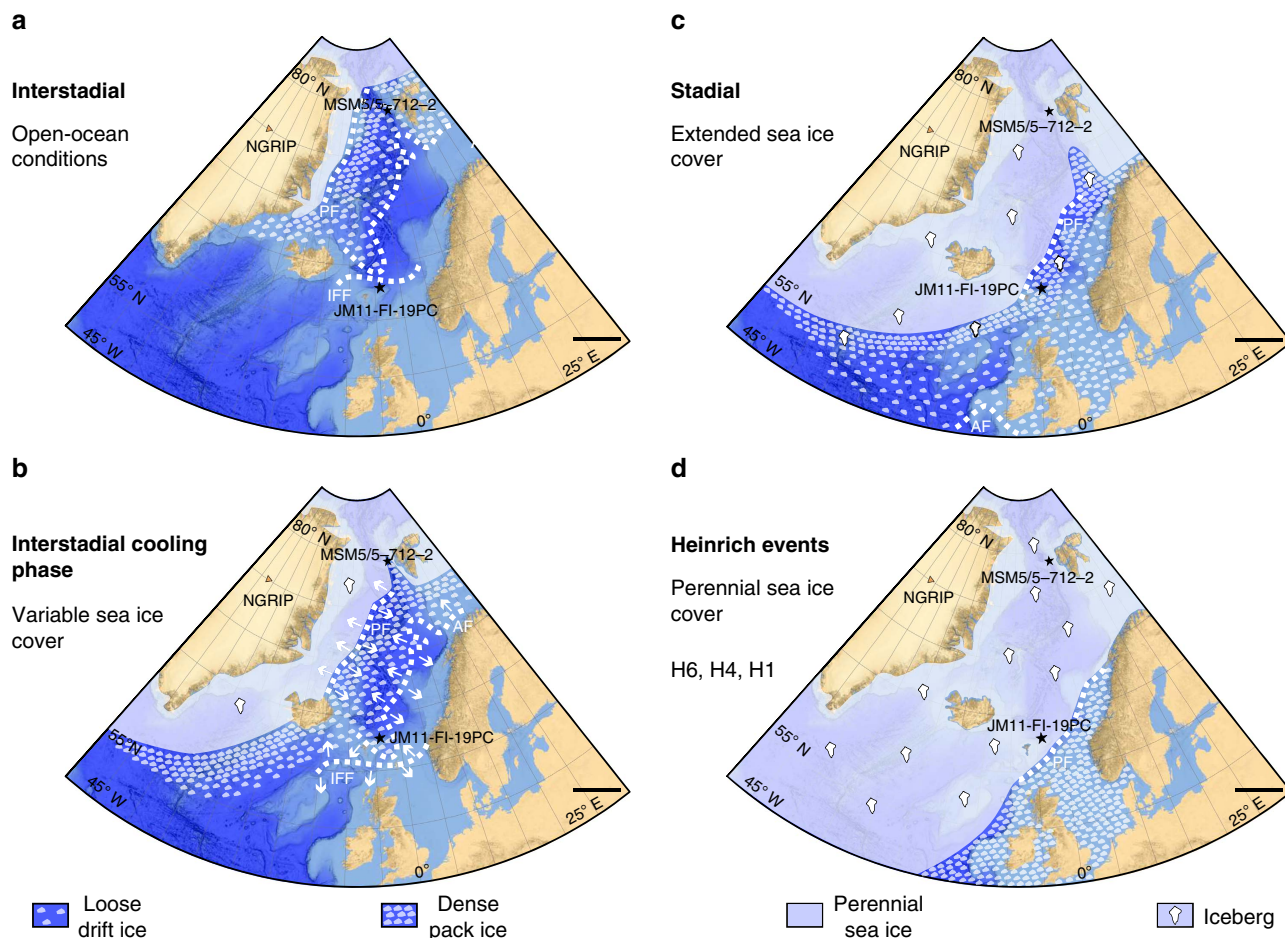 a
Interstadial
Open-ocean
conditions
80° N
MSM5/5–712–2
NGRIP
PF
IFF
JM11-FI-19PC
55° N
45° W
0°
25° E
c
Stadial
Extended sea ice
cover
80° N
MSM5/5–712–2
NGRIP
PF
JM11-FI-19PC
55° N
45° W
AF
0°
25° E
b
Interstadial cooling
phase
Variable sea ice
cover
80° N
MSM5/5–712–2
NGRIP
PF
AF
JM11-FI-19PC
IFF
55°N
45° W
0°
25° E
d
Heinrich events
Perennial sea ice
cover
H6, H4, H1
80° N
MSM5/5–712–2
NGRIP
JM11-FI-19PC
PF
55° N
45° W
0°
25° E
Loose
drift ice
Dense
pack ice
Perennial
sea ice
Iceberg